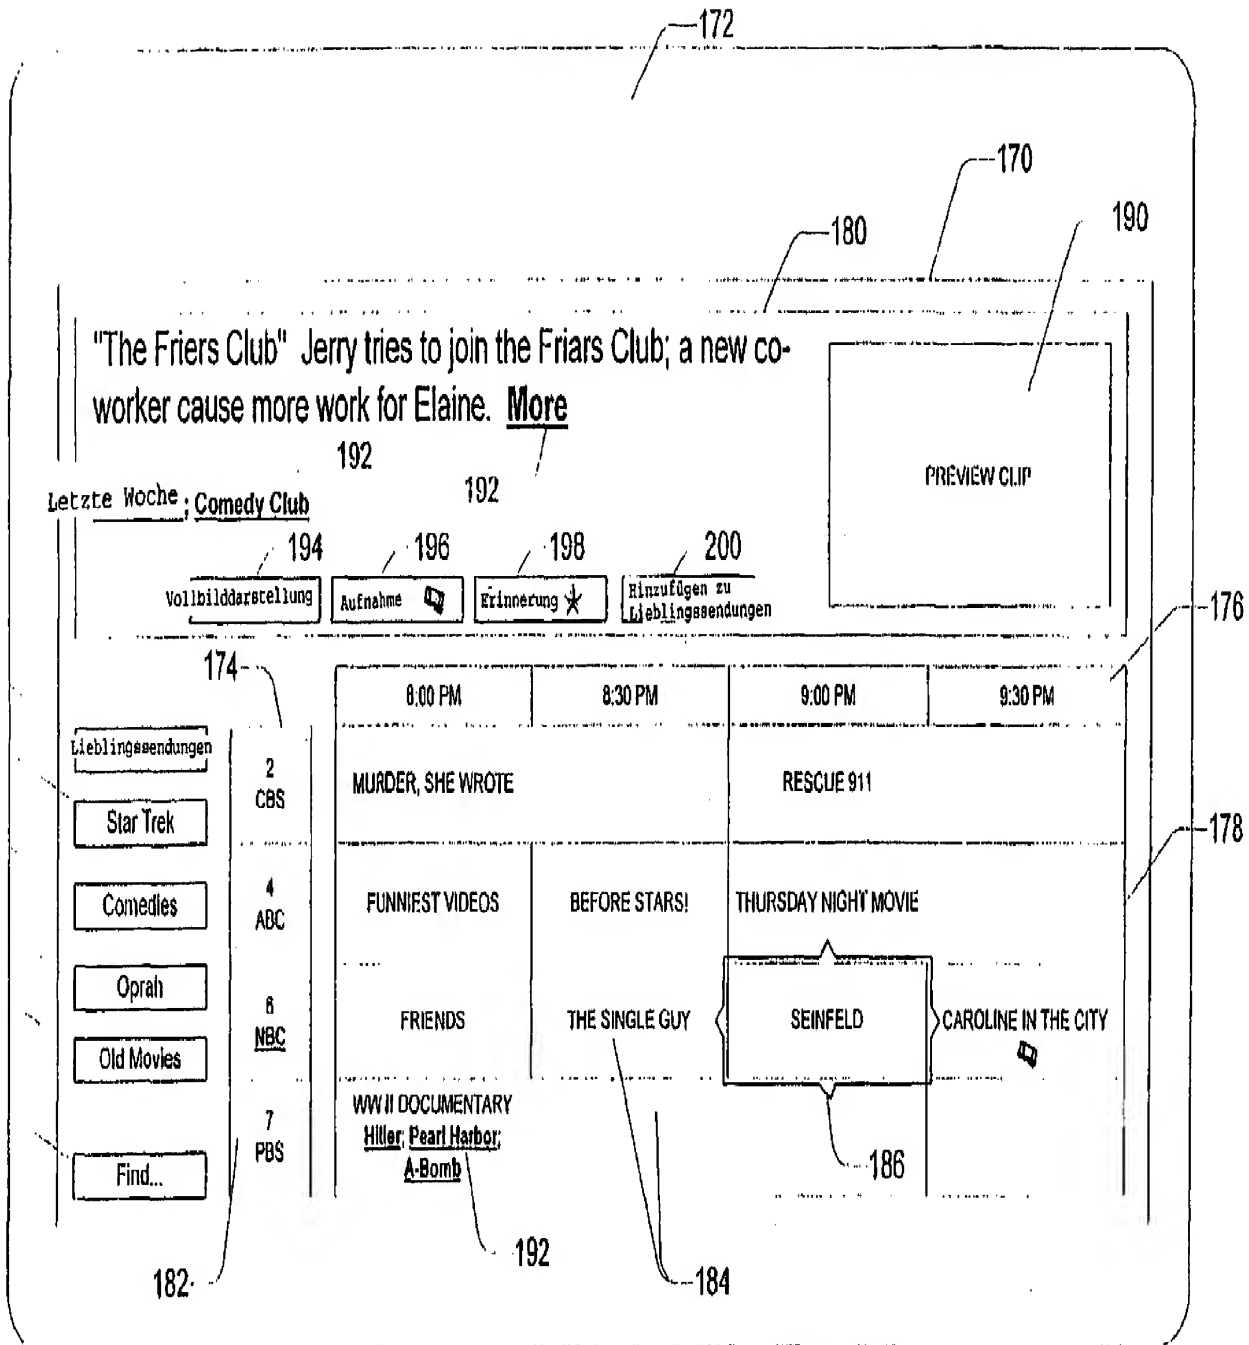 172
170
180
190
"The Friers Club" Jerry tries to join the Friars Club; a new co-
worker cause more work for Elaine. More
PREVIEW CLIP
192
192
Letzte Woche; Comedy Club
194
196
198
200
Vollbilddarstellung
Aufnahme
Erinnerung
Hinzufügen zu
Lieblingssendungen
176
174
8:00 PM
8:30 PM
9:00 PM
9:30 PM
Lieblingssendungen
2
CBS
MURDER, SHE WROTE
RESCUE 911
Star Trek
178
4
ABC
FUNNIEST VIDEOS
BEFORE STARS!
THURSDAY NIGHT MOVIE
Comedies
Oprah
6
NBC
FRIENDS
THE SINGLE GUY
SEINFELD
CAROLINE IN THE CITY
Old Movies
7
PBS
WW II DOCUMENTARY
Hitler; Pearl Harbor;
A-Bomb
Find...
186
192
182
184